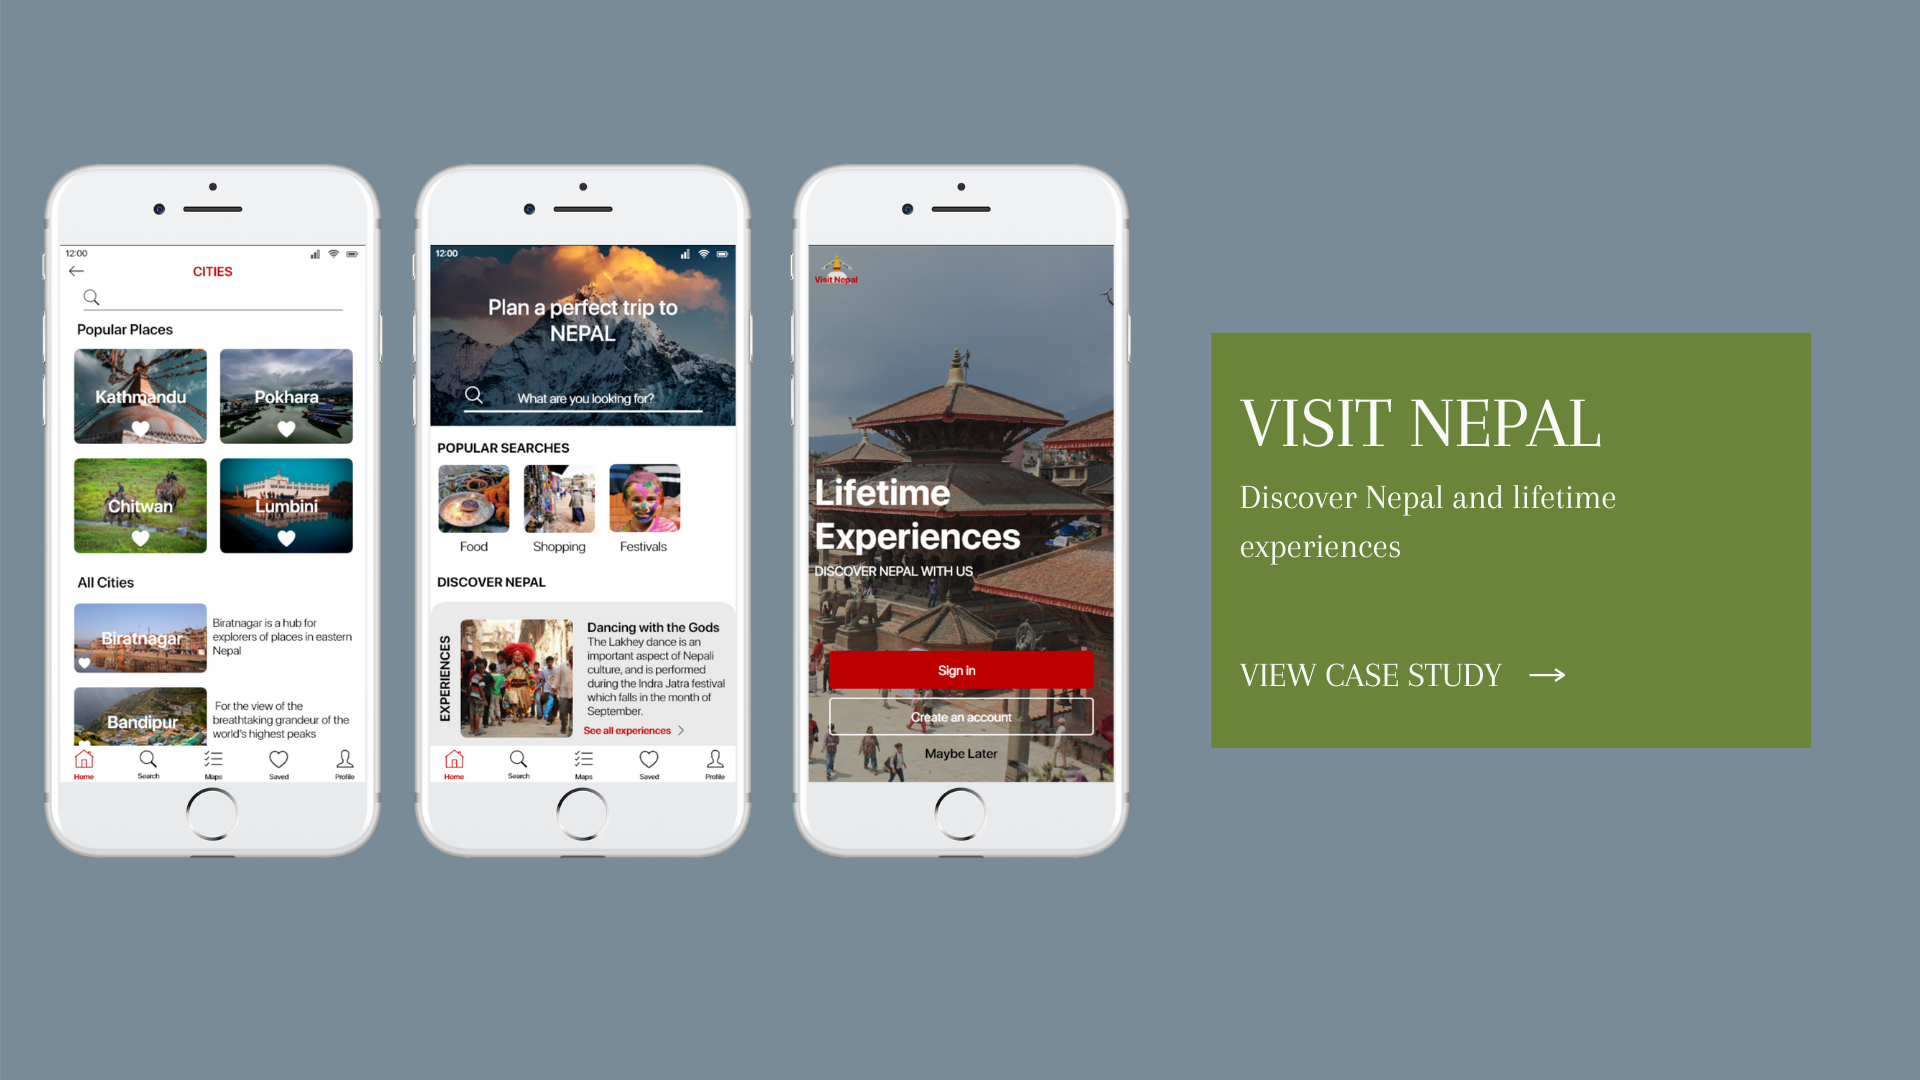 12:00
CITIES
Popular Places
Kathmandu
Pokhara
Chitwan
Lumbini
All Cities
Biratnagar
Biratnagar is a hub for
explorers of places in eastern
Nepal
Bandipur
For the view of the
breathtaking grandeur of the
world's highest peaks
Home
Search
Maps
Saved
Profile
12:00
Plan a perfect trip to
NEPAL
What are you looking for?
POPULAR SEARCHES
Food
Shopping
Festivals
DISCOVER NEPAL
EXPERIENCES
Dancing with the Gods
The Lakhey dance is an
important aspect of Nepali
culture, and is performed
during the Indra Jatra festival
which falls in the month of
September.
See all experiences
Home
Search
Maps
Saved
Profile
Visit Nepal
Lifetime
Experiences
DISCOVER NEPAL WITH US
Sign in
Create an account
Maybe Later
VISIT NEPAL
Discover Nepal and lifetime
experiences
VIEW CASE STUDY →